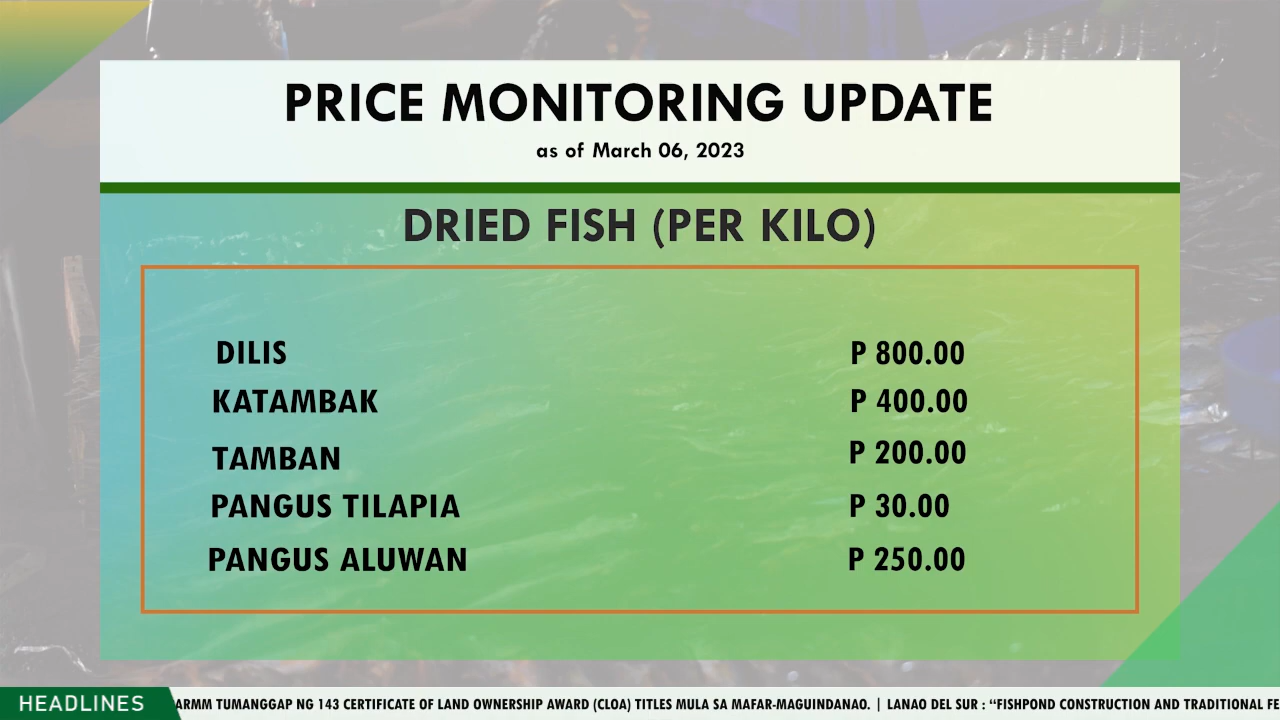 PRICE MONITORING UPDATE
as of March 06, 2023
DRIED FISH (PER KILO)
DILIS P 800.00
KATAMBAK P 400.00
TAMBAN P 200.00
PANGUS TILAPIA P 30.00
PANGUS ALUWAN P 250.00
HEADLINES ARMM TUMANGGAP NG 143 CERTIFICATE OF LAND OWNERSHIP AWARD (CLOA) TITLES MULA SA MAFAR-MAGUINDANAO. | LANAO DEL SUR : “FISHPOND CONSTRUCTION AND TRADITIONAL FE